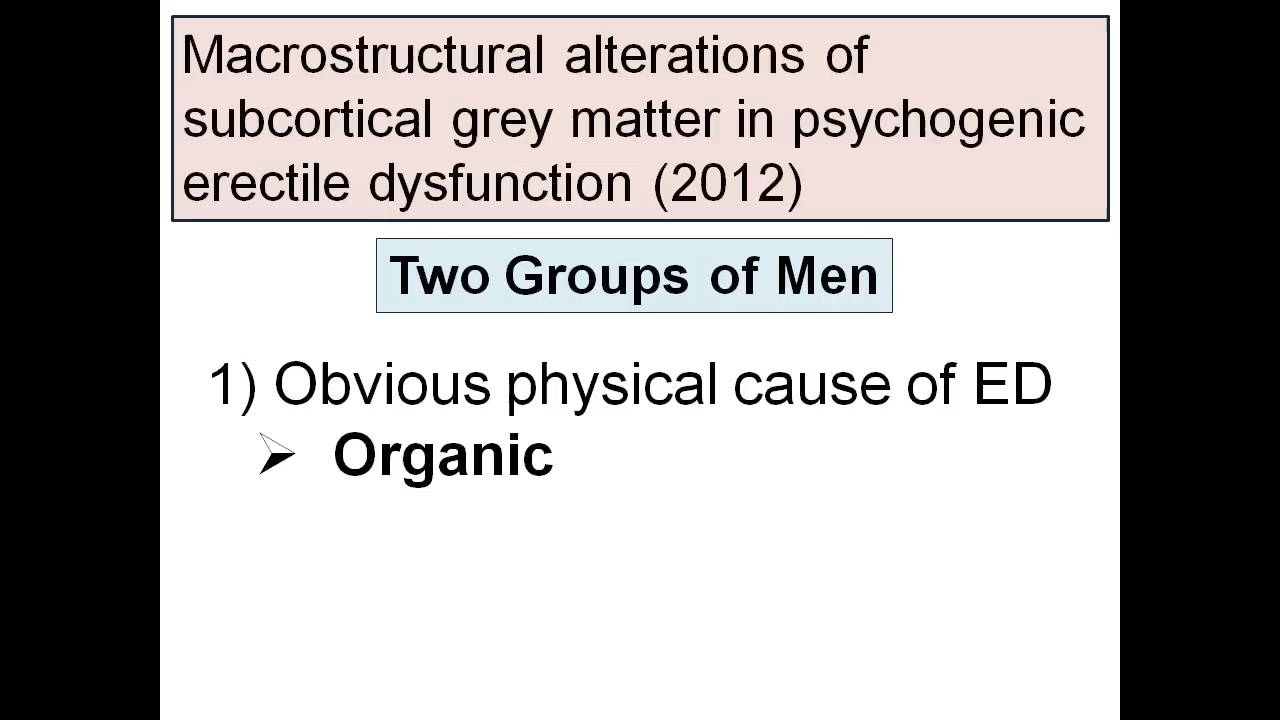 Macrostructural alterations of
subcortical grey matter in psychogenic
erectile dysfunction (2012)
Two Groups of Men
1) Obvious physical cause of ED
➢ Organic